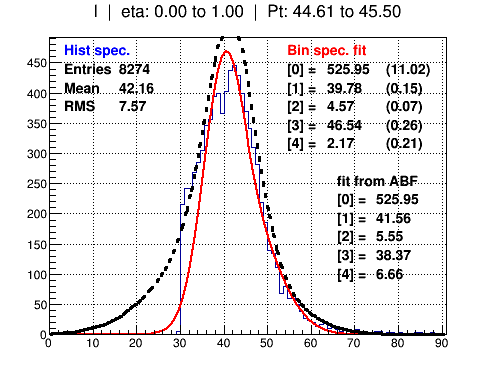 I | eta: 0.00 to 1.00 | Pt: 44.61 to 45.50
Hist spec.
Entries 8274
Mean 42.16
RMS 7.57
Bin spec. fit
[0] = 525.95 (11.02)
[1] = 39.78 (0.15)
[2] = 4.57 (0.07)
[3] = 46.54 (0.26)
[4] = 2.17 (0.21)
fit from ABF
[0] = 525.95
[1] = 41.56
[2] = 5.55
[3] = 38.37
[4] = 6.66
450
400
350
300
250
200
150
100
50
0
0 10 20 30 40 50 60 70 80 90